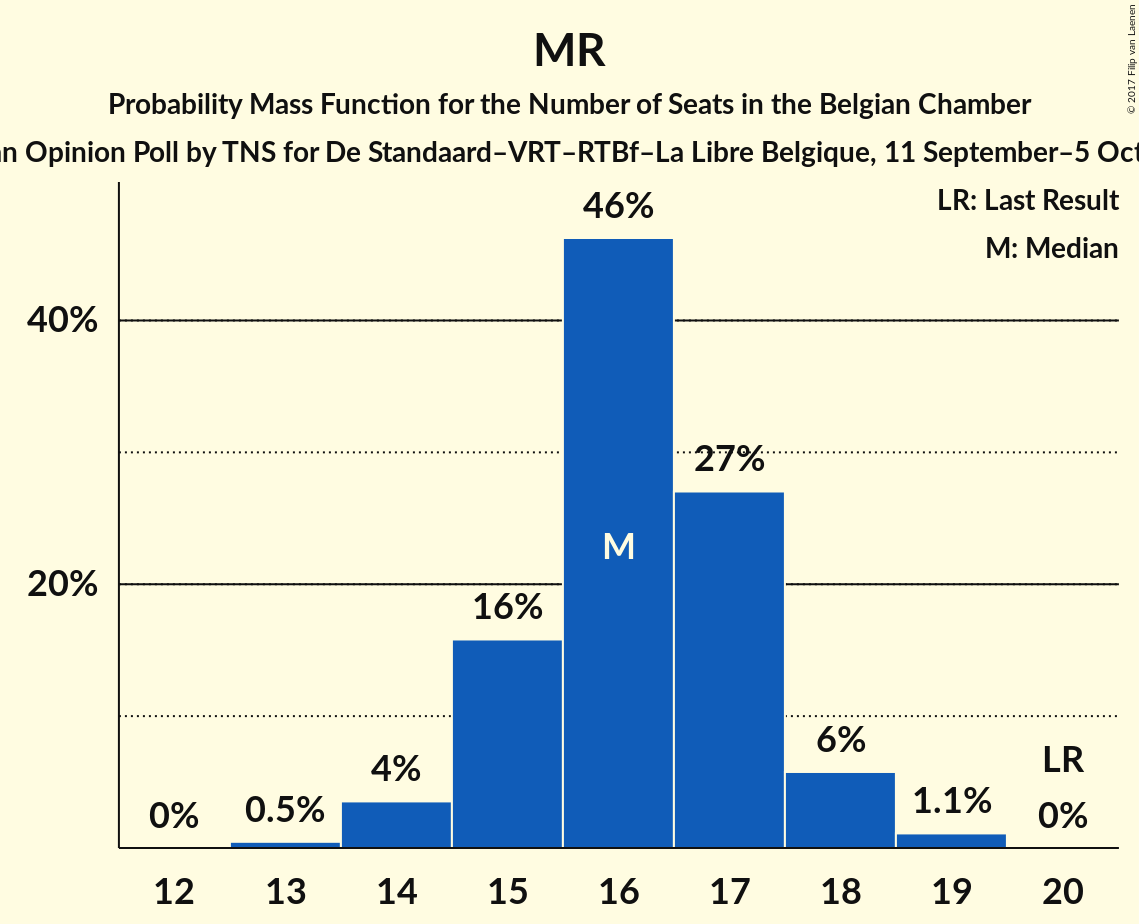 MR
Probability Mass Function for the Number of Seats in the Belgian Chamber
Opinion Poll by TNS for De Standaard–VRT–RTBf–La Libre Belgique, 11 September–5
© 2017 Filip van Laenen
LR: Last Result
M: Median
46%
40%
27%
M
20%
16%
6%
LR
4%
1.1%
0%
0.5%
0%
12 13 14 15 16 17 18 19 20